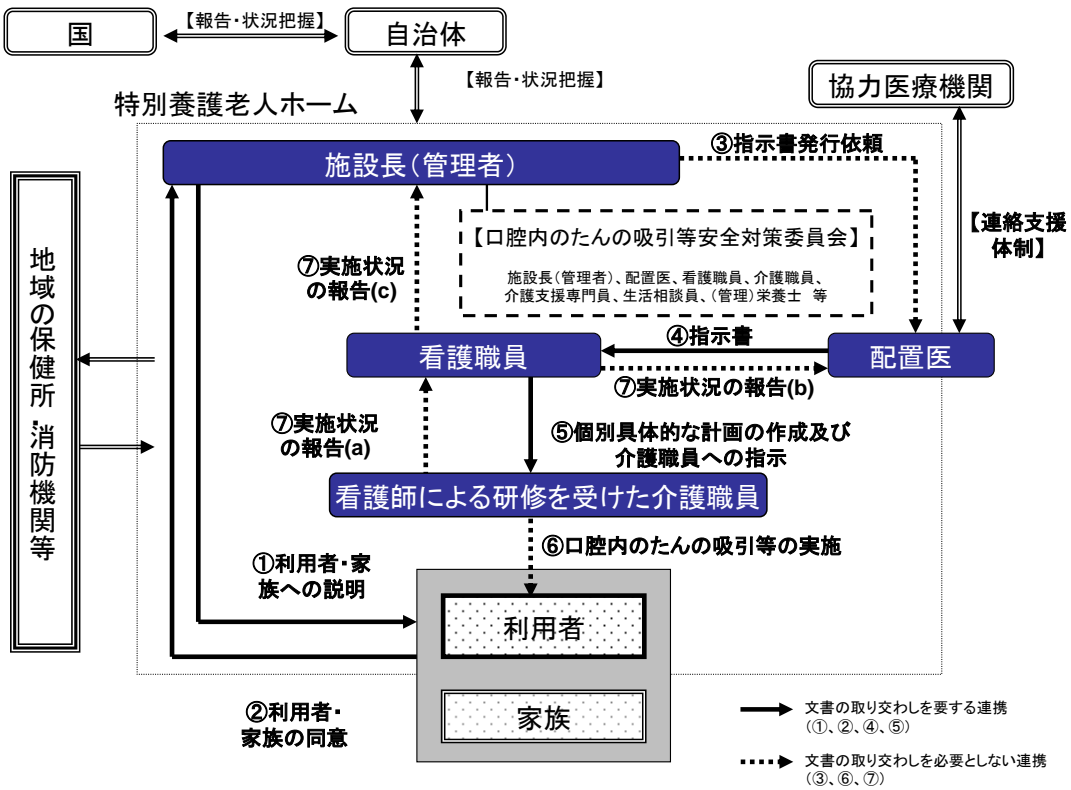 国
【報告・状況把握】
自治体
【報告・状況把握】
協力医療機関
特別養護老人ホーム
③指示書発行依頼
施設長（管理者）
【連絡支援
体制】
【口腔内のたんの吸引等安全対策委員会】
施設長（管理者）、配置医、看護職員、介護職員、
介護支援専門員、生活相談員、（管理）栄養士　等
⑦実施状況
の報告(c)
地域の保健所・消防機関等
④指示書
看護職員
配置医
⑦実施状況の報告(b)
⑦実施状況
の報告(a)
⑤個別具体的な計画の作成及び
介護職員への指示
看護師による研修を受けた介護職員
⑥口腔内のたんの吸引等の実施
①利用者・家
族への説明
利用者
②利用者・
家族の同意
家族
文書の取り交わしを要する連携
（①、②、④、⑤）
文書の取り交わしを必要としない連携
（③、⑥、⑦）